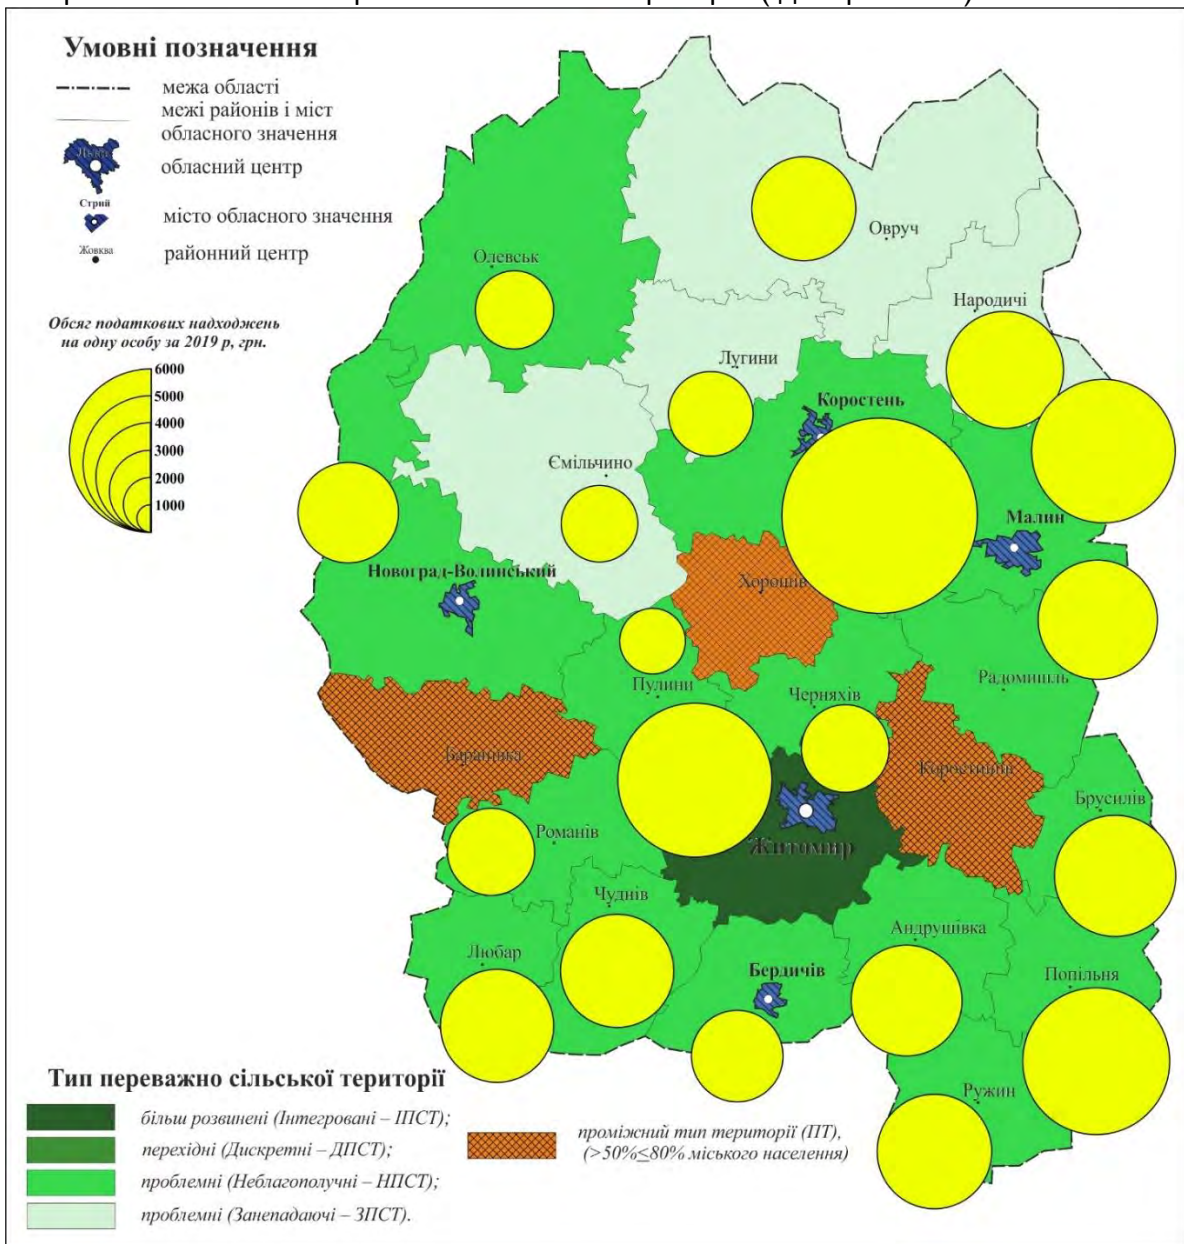 Умовні позначення
межа області
межі районів і міст
обласного значення
обласний центр
Стрий
місто обласного значення
Жовква
районний центр
Обсяг податкових надходжень
на одну особу за 2019 р, грн.
6000
5000
4000
3000
2000
1000
Овруч
Олевськ
Народичі
Лугини
Коростень
Ємільчино
Малин
Новоград-Волинський
Хорошів
Радомишль
Пулини
Черняхів
Баранівка
Коростишів
Брусилів
Романів
Житомир
Чуднів
Андрушівка
Любар
Бердичів
Попільня
Ружин
Тип переважно сільської території
більш розвинені (Інтегровані – ІПСТ);
перехідні (Дискретні – ДПСТ);
проблемні (Неблагополучні – НПСТ);
проблемні (Занепадаючі – ЗПСТ).
проміжний тип території (ПТ),
(>50%≤80% міського населення)